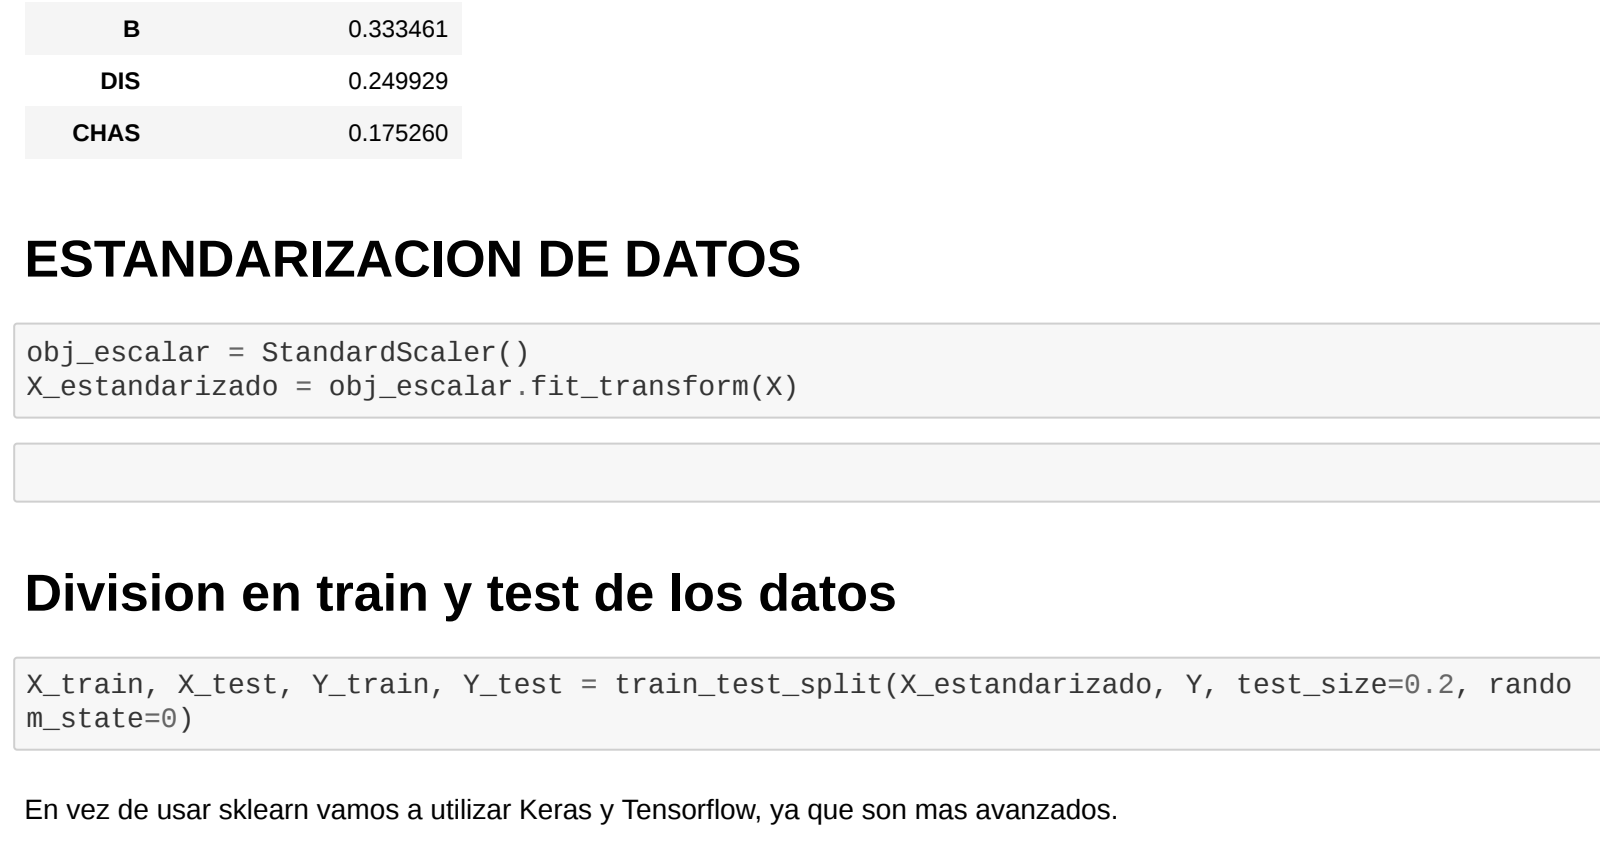 B 0.333461
DIS 0.249929
CHAS 0.175260
ESTANDARIZACION DE DATOS
obj_escalar = StandardScaler()
X_estandarizado = obj_escalar.fit_transform(X)
Division en train y test de los datos
X_train, X_test, Y_train, Y_test = train_test_split(X_estandarizado, Y, test_size=0.2, rando
m_state=0)
En vez de usar sklearn vamos a utilizar Keras y Tensorflow, ya que son mas avanzados.